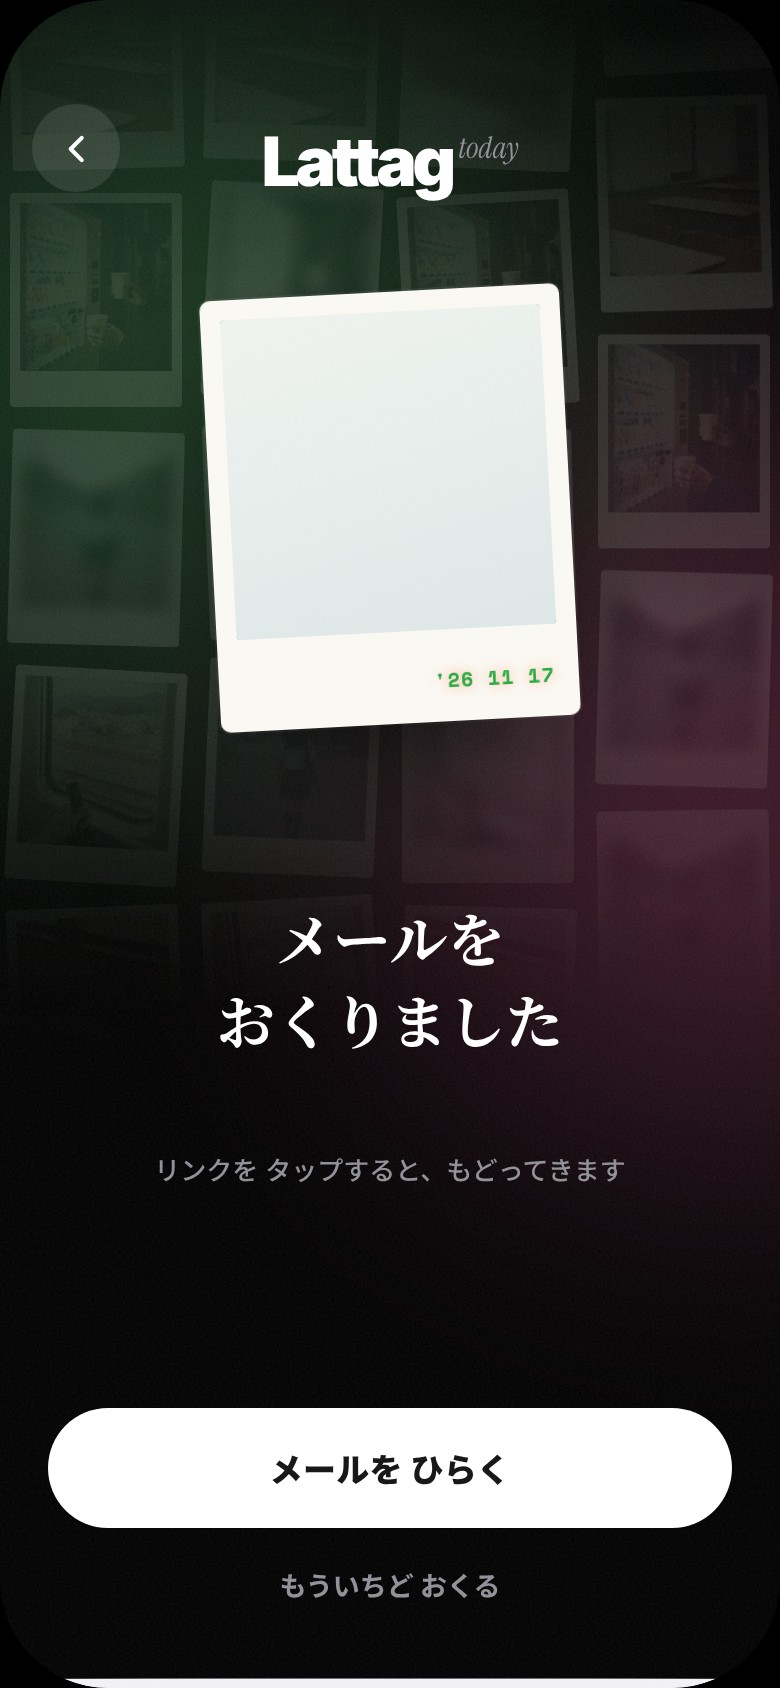 Lattag today
'26 11 17
メールを
おくりました
リンクを タップすると、もどってきます
メールを ひらく
もういちど おくる